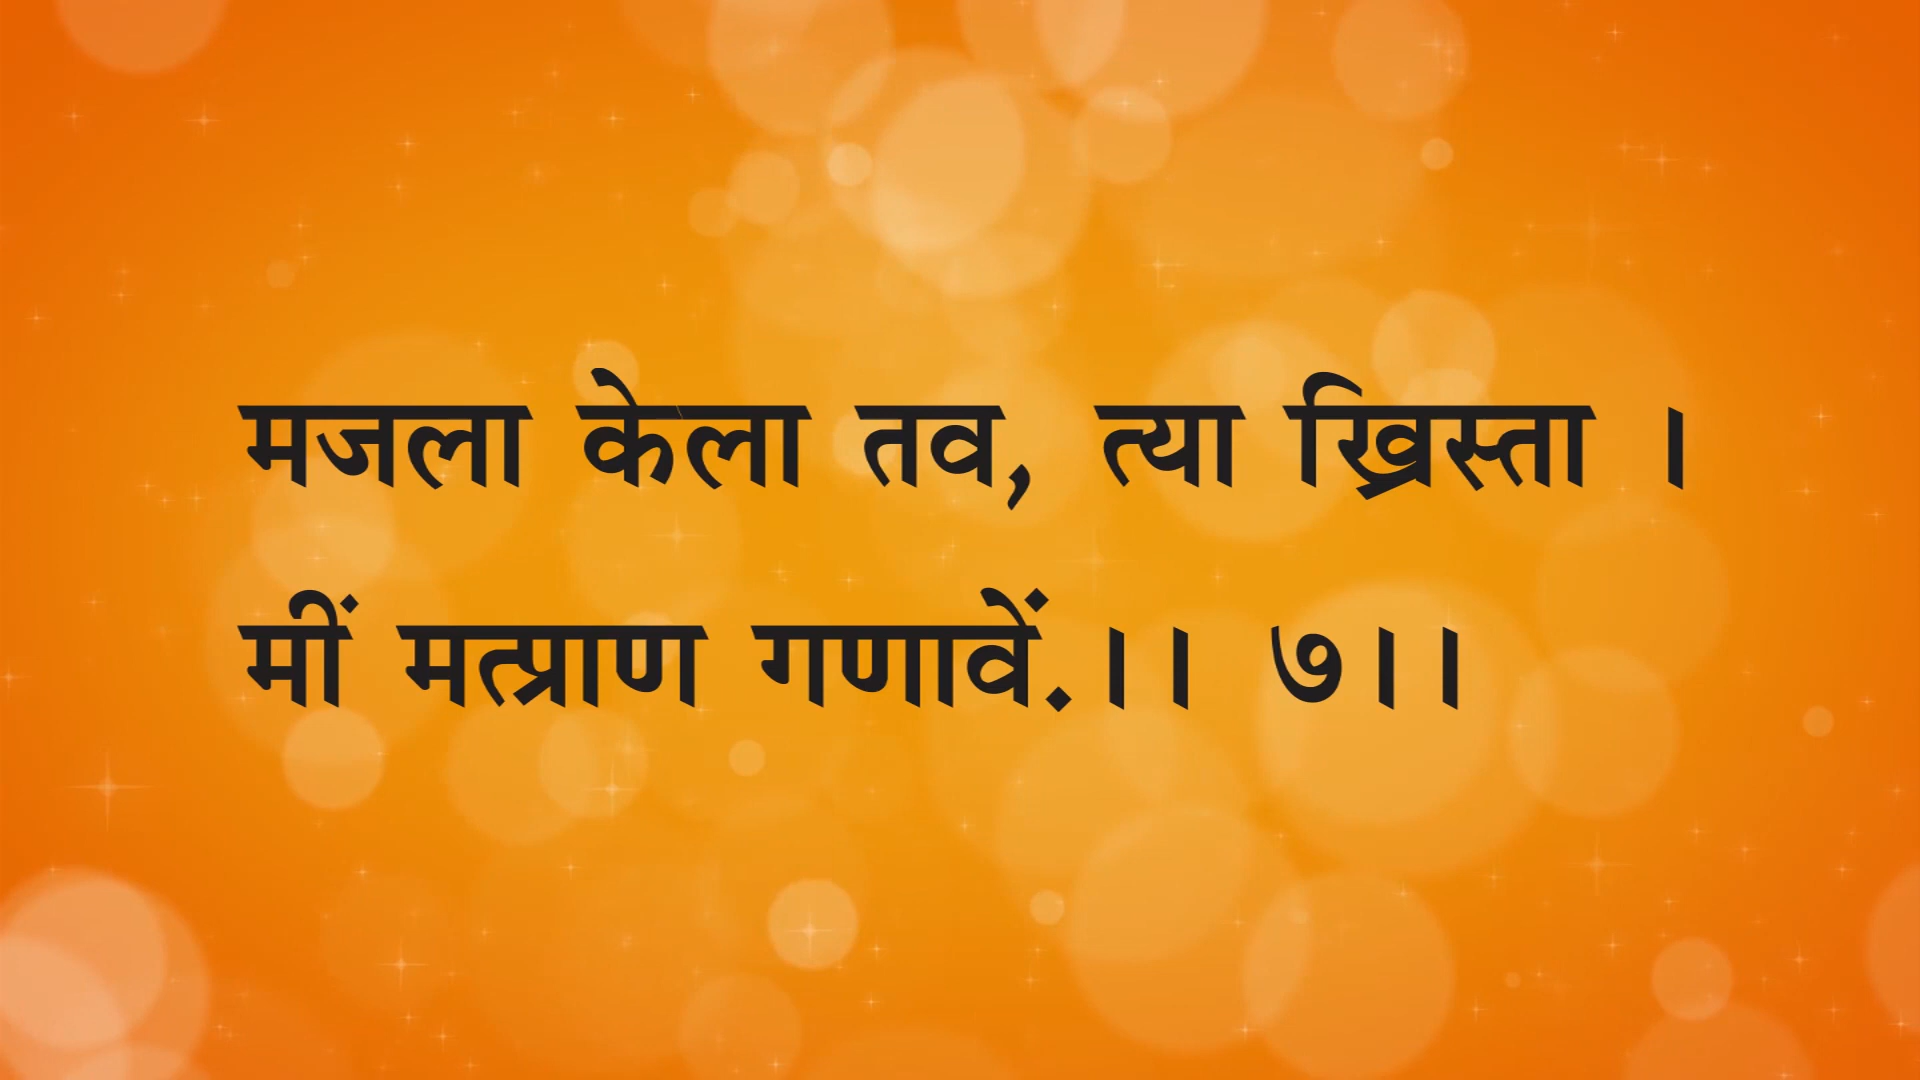 मजला केला तव, त्या ख्रिस्ता ।
मीं मत्प्राण गणावें.।। ७।।